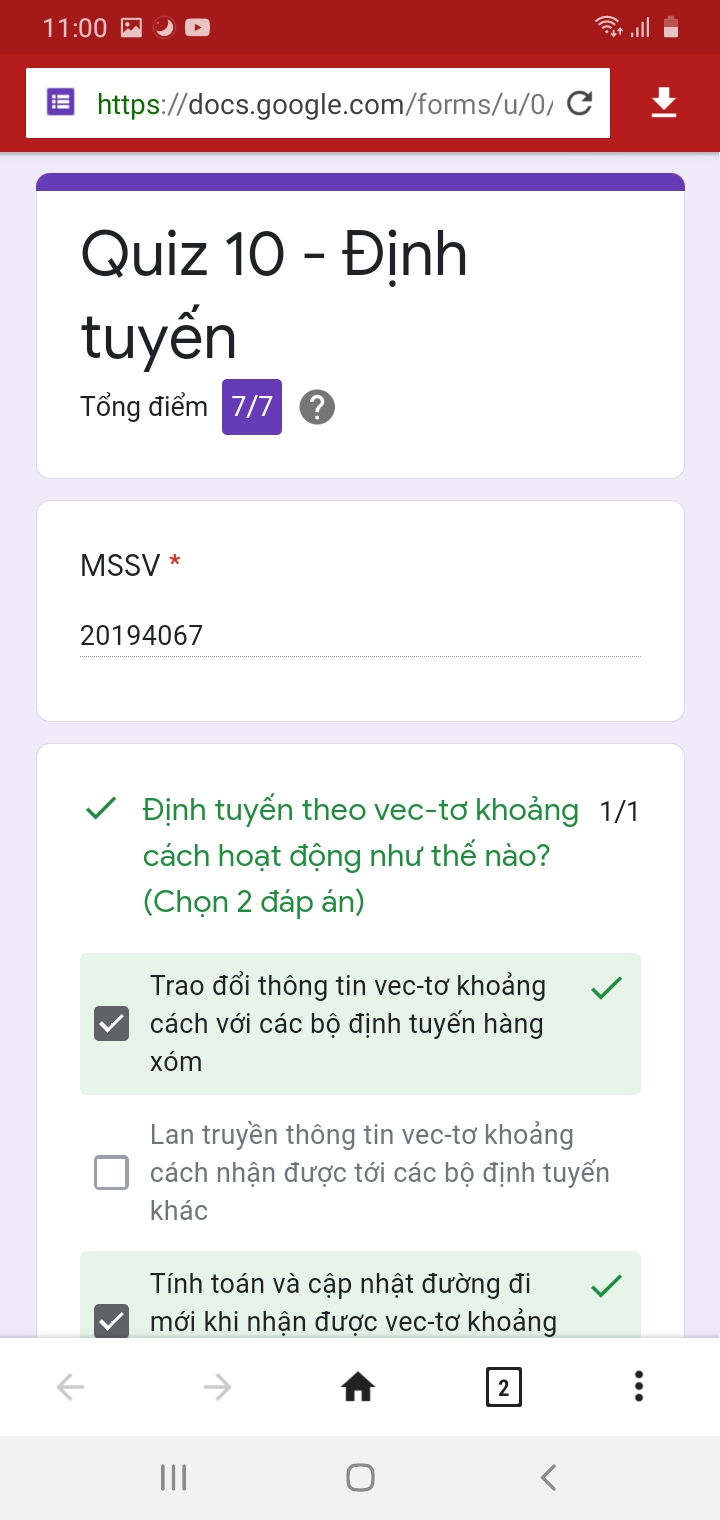 11:00
https://docs.google.com/forms/u/0/
Quiz 10 - Định
tuyến
Tổng điểm 7/7 ?
MSSV *
20194067
Định tuyến theo vec-tơ khoảng 1/1
cách hoạt động như thế nào?
(Chọn 2 đáp án)
Trao đổi thông tin vec-tơ khoảng
cách với các bộ định tuyến hàng
xóm
Lan truyền thông tin vec-tơ khoảng
cách nhận được tới các bộ định tuyến
khác
Tính toán và cập nhật đường đi
mới khi nhận được vec-tơ khoảng
2